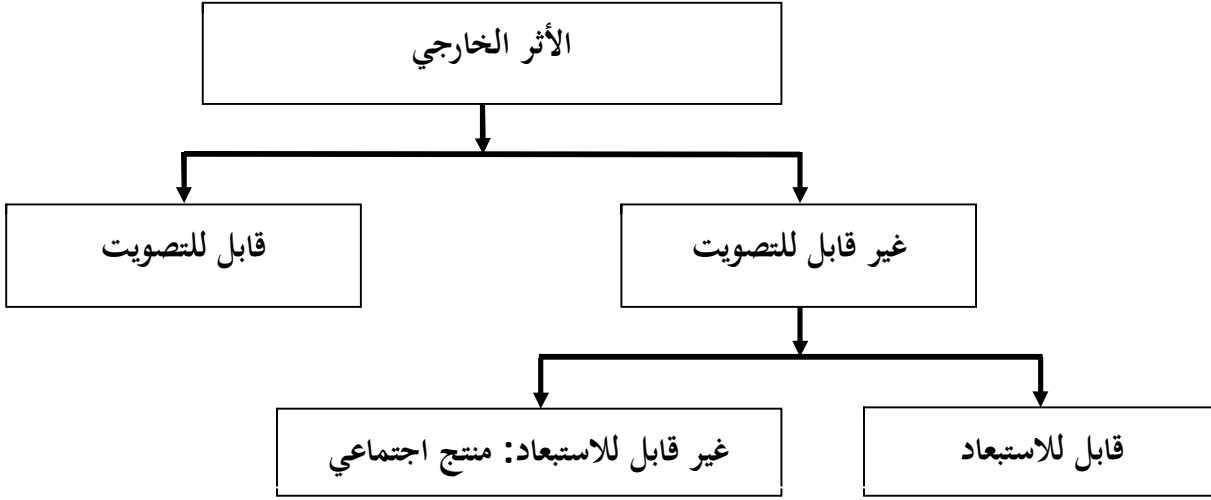 الأثر الخارجي
غير قابل للتصويت
قابل للتصويت
قابل للاستبعاد
غير قابل للاستبعاد: منتج اجتماعي